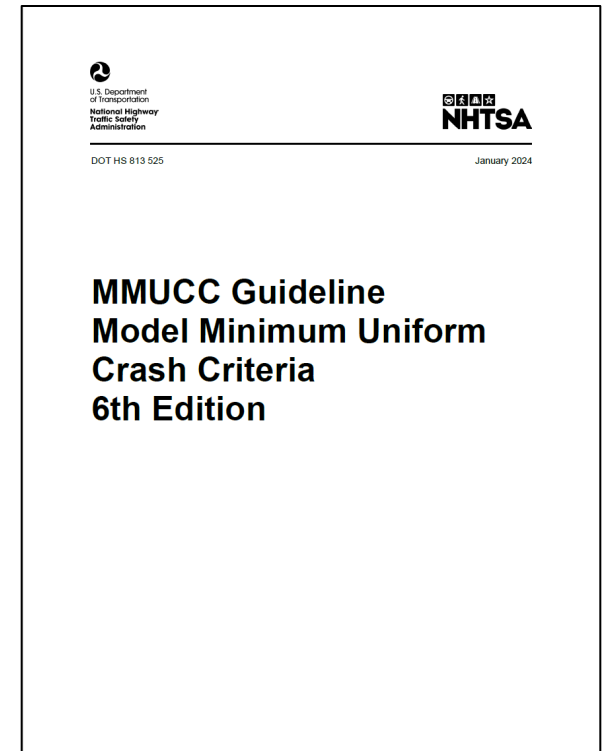 U.S. Department
of Transportation
National Highway
Traffic Safety
Administration
NHTSA
DOT HS 813 525
January 2024
MMUCC Guideline
Model Minimum Uniform
Crash Criteria
6th Edition